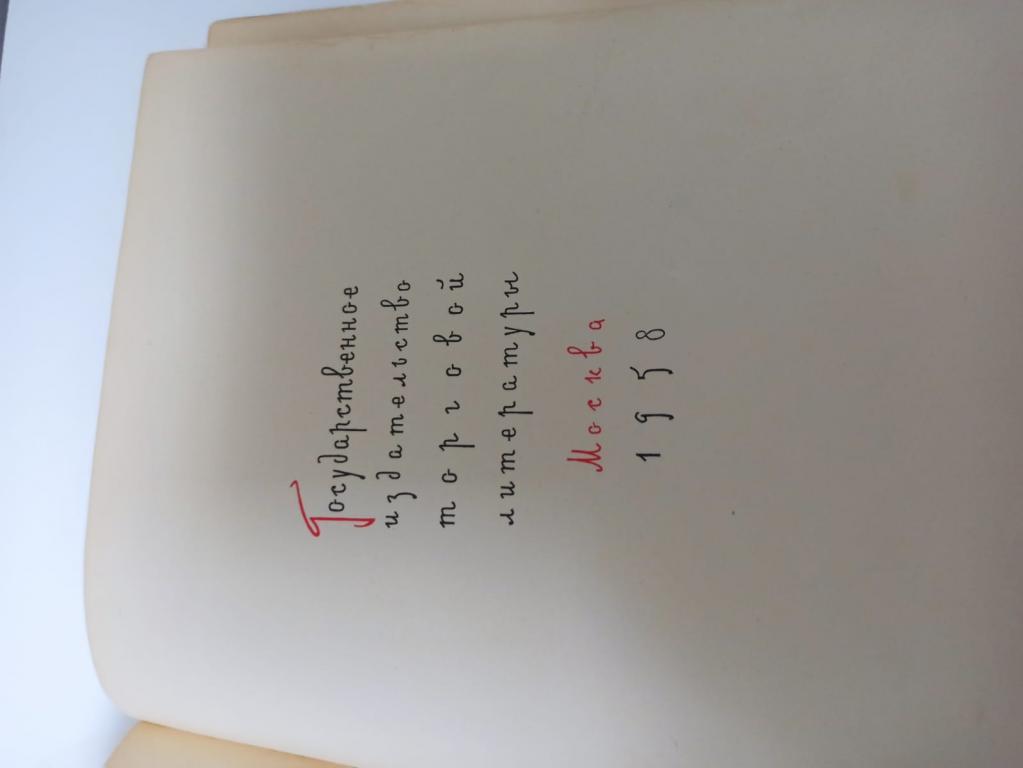 Государственное
издательство
торговой
литературы
Москва
1958